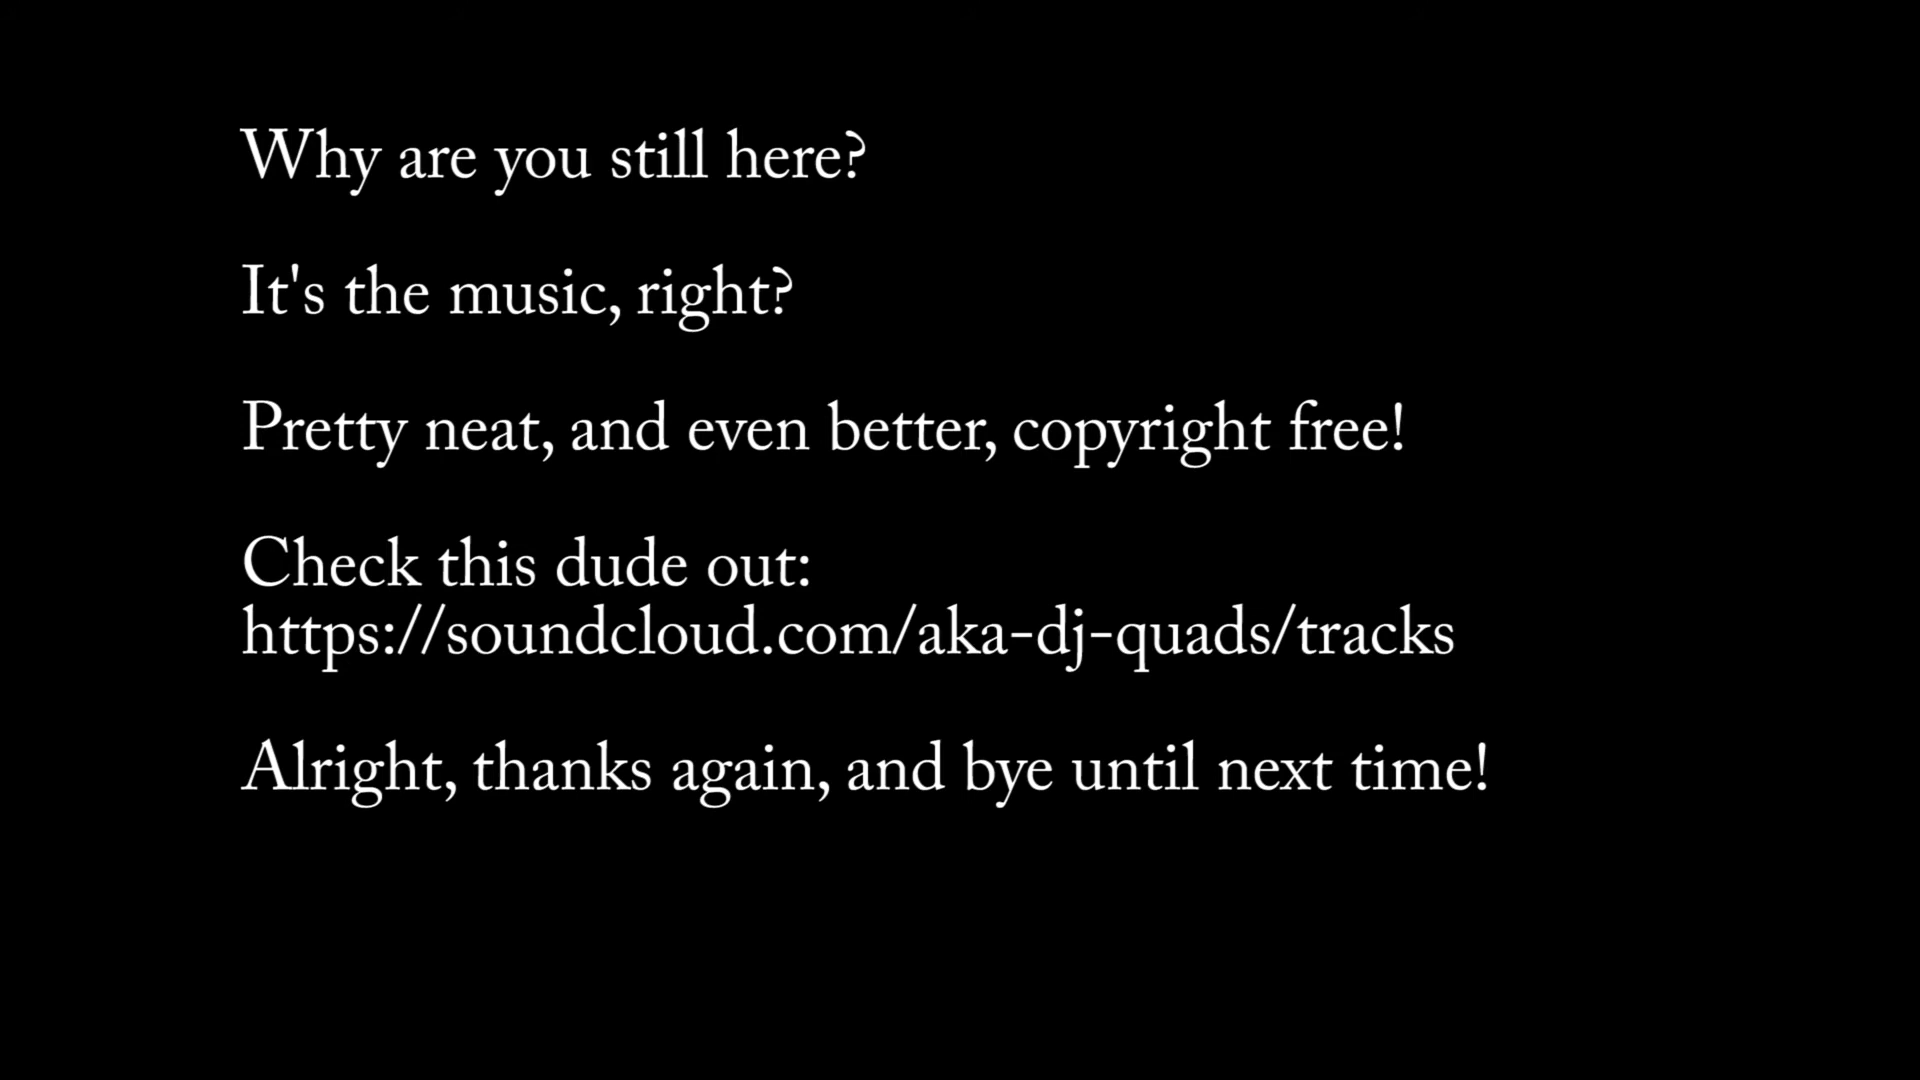 Why are you still here?
It's the music, right?
Pretty neat, and even better, copyright free!
Check this dude out:
https://soundcloud.com/aka-dj-quads/tracks
Alright, thanks again, and bye until next time!